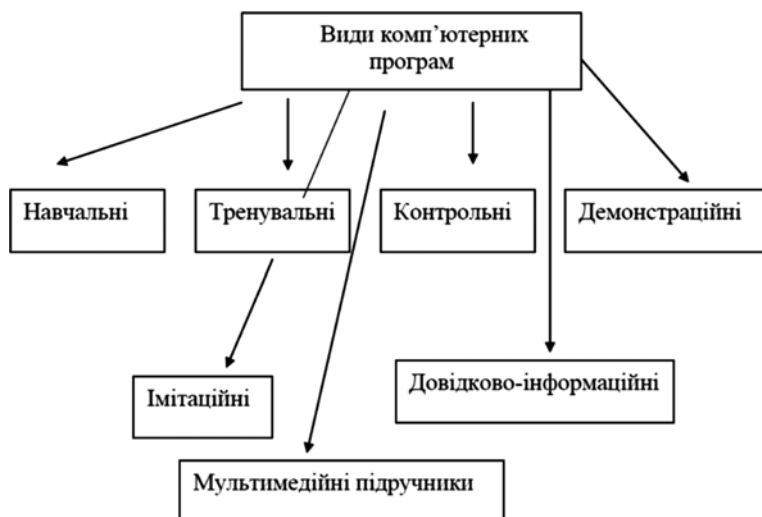 Види комп’ютерних
програм
Навчальні
Тренувальні
Контрольні
Демонстраційні
Імітаційні
Довідково-інформаційні
Мультимедійні підручники